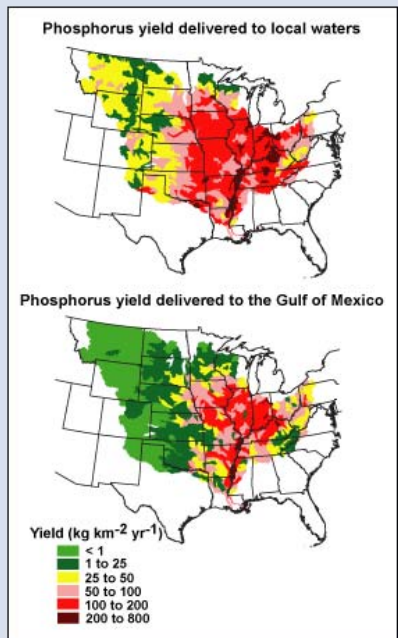 Phosphorus yield delivered to local waters
Phosphorus yield delivered to the Gulf of Mexico
Yield (kg km⁻² yr⁻¹)
< 1
1 to 25
25 to 50
50 to 100
100 to 200
200 to 800